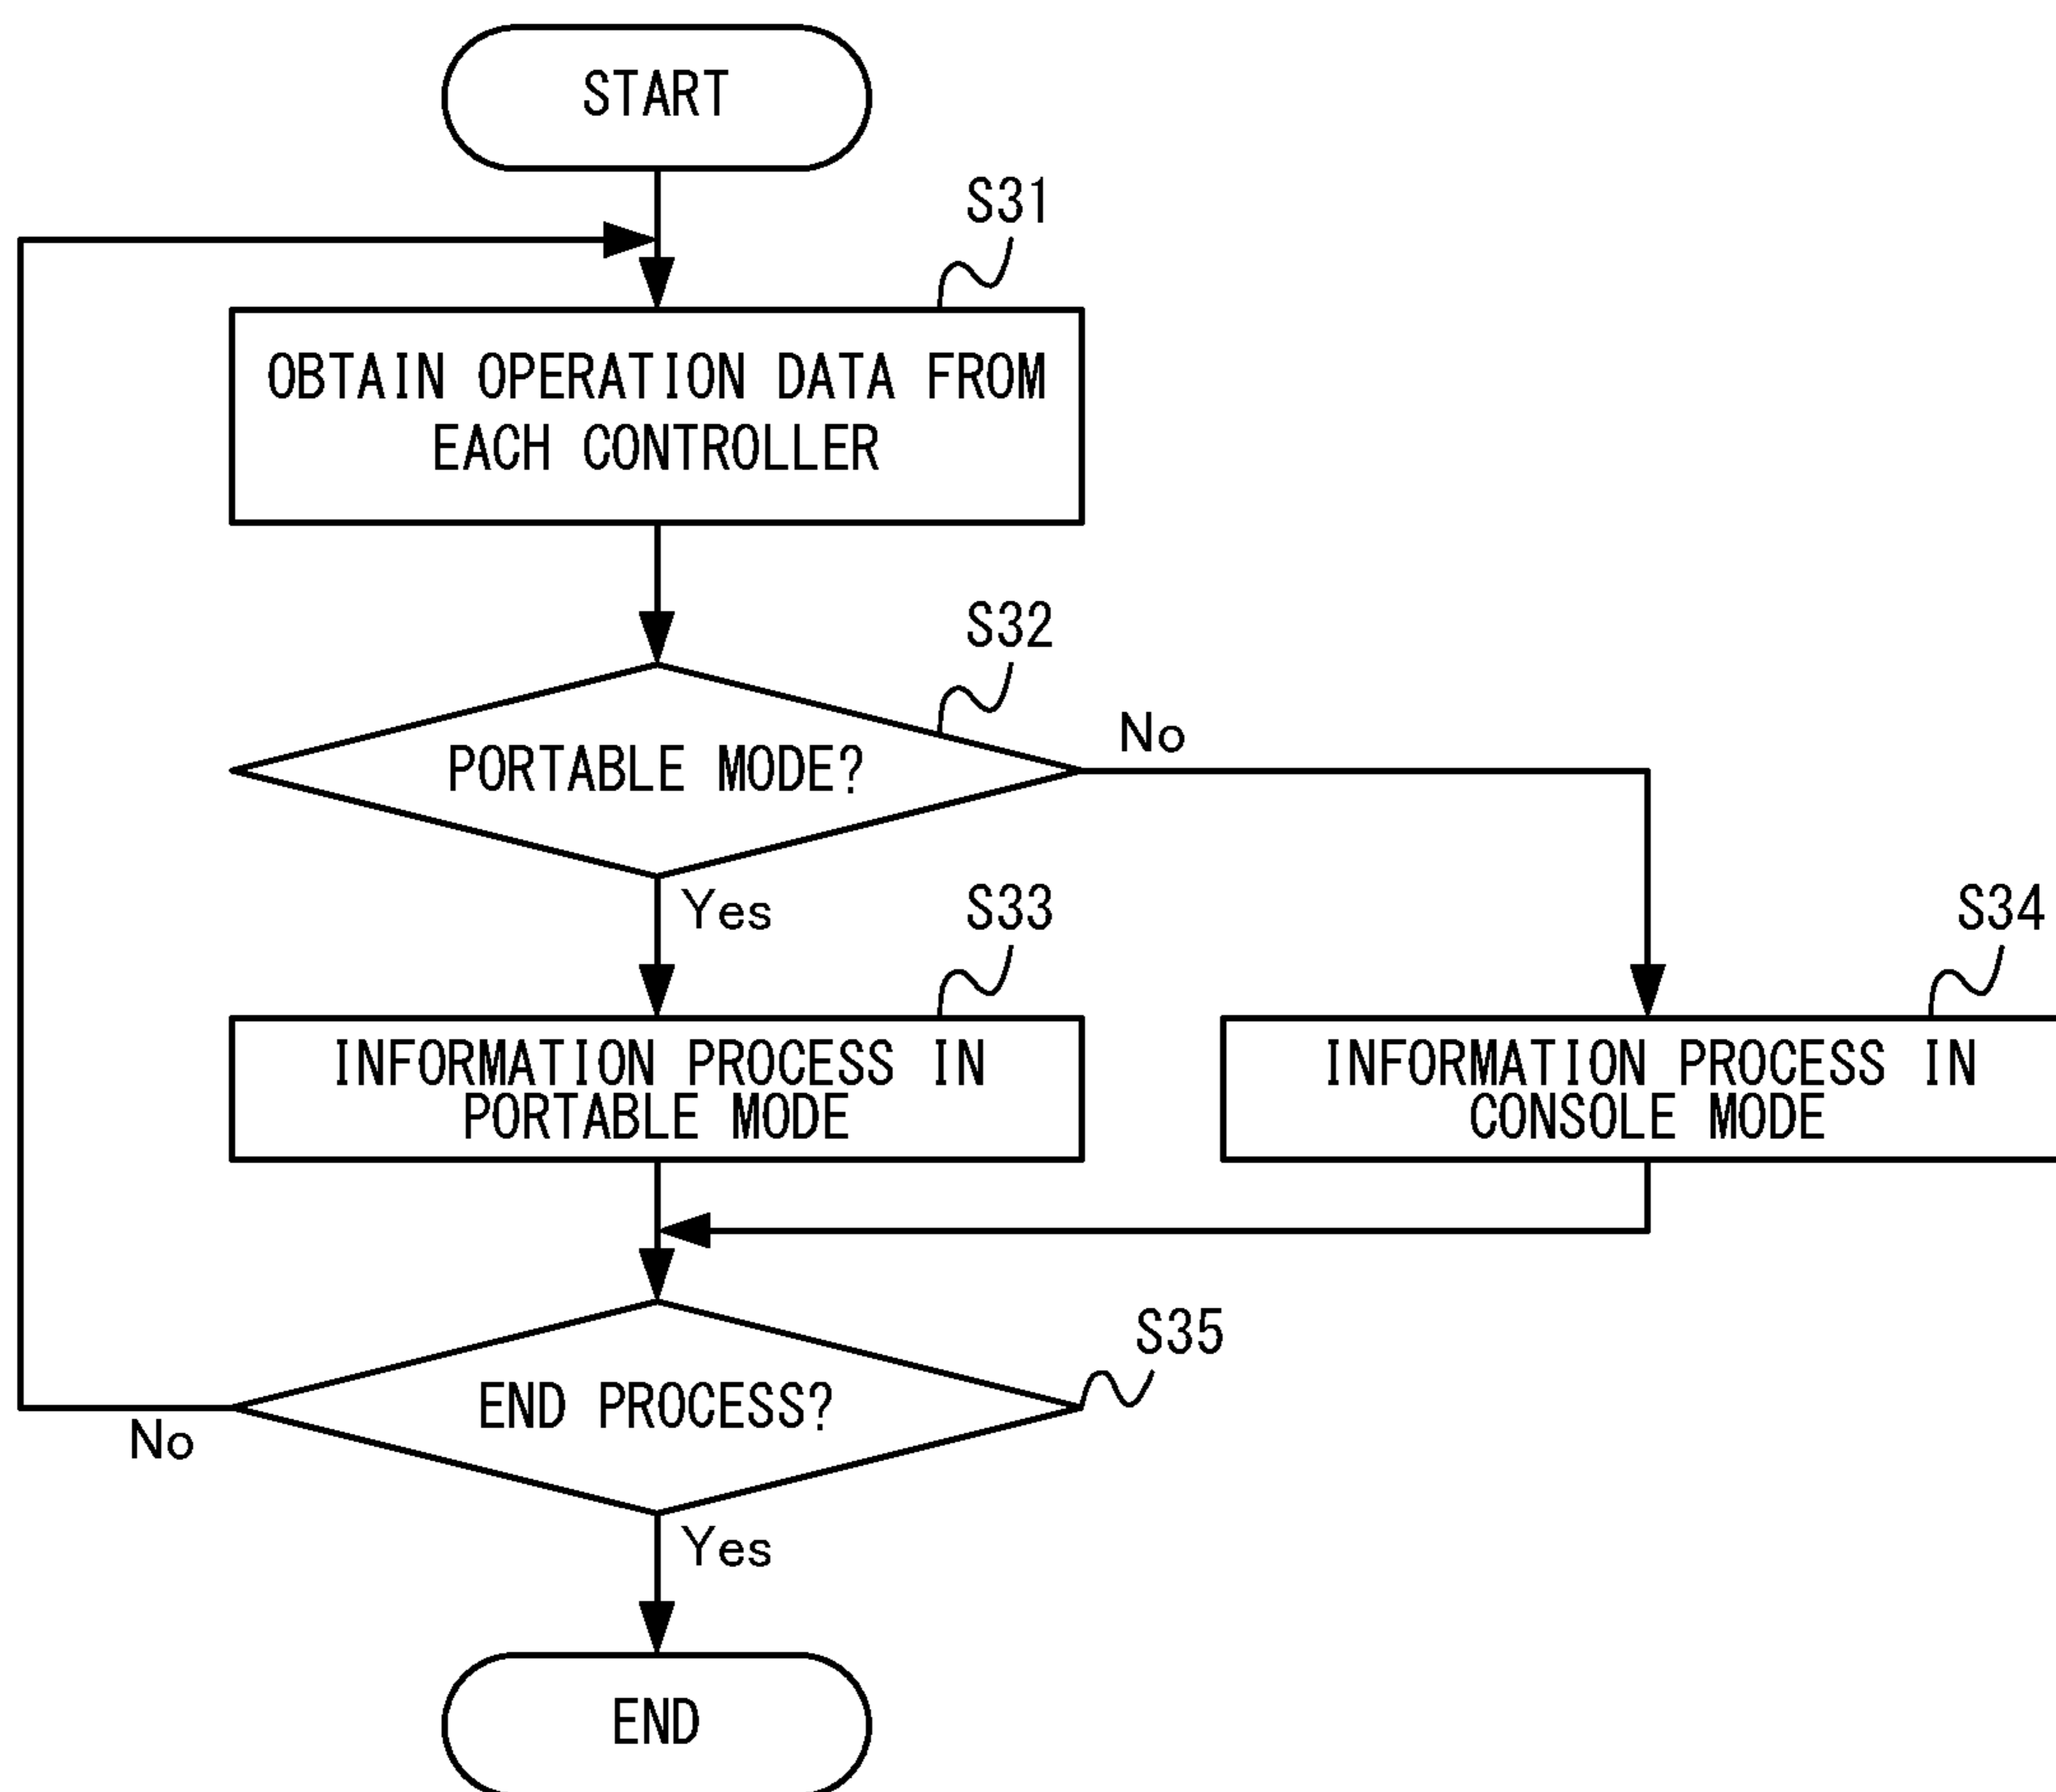 START
S31
OBTAIN OPERATION DATA FROM
EACH CONTROLLER
S32
PORTABLE MODE?
No
Yes
S33
S34
INFORMATION PROCESS IN
PORTABLE MODE
INFORMATION PROCESS IN
CONSOLE MODE
S35
END PROCESS?
No
Yes
END